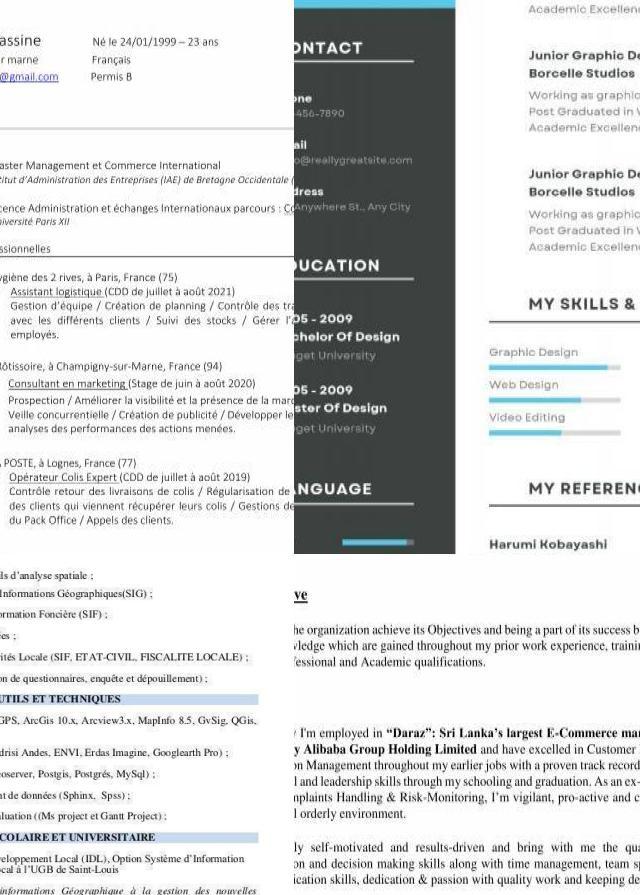 assine Né le 24/01/1999 – 23 ans
r marne Français
@gmail.com Permis B
aster Management et Commerce International
titut d'Administration des Entreprises (IAE) de Bretagne Occidentale (
cence Administration et échanges Internationaux parcours : Co
niversité Paris XII
ssionnelles
ygiène des 2 rives, à Paris, France (75)
Assistant logistique (CDD de juillet à août 2021)
Gestion d'équipe / Création de planning / Contrôle des tra
avec les différents clients / Suivi des stocks / Gérer l'a
employés.
Rôtissoire, à Champigny-sur-Marne, France (94)
Consultant en marketing (Stage de juin à août 2020)
Prospection / Améliorer la visibilité et la présence de la marq
Veille concurrentielle / Création de publicité / Développer le
analyses des performances des actions menées.
POSTE, à Lognes, France (77)
Opérateur Colis Expert (CDD de juillet à août 2019)
Contrôle retour des livraisons de colis / Régularisation de
des clients qui viennent récupérer leurs colis / Gestions de
du Pack Office / Appels des clients.
ONTACT
one
-456-7890
ail
o@reallygreatsite.com
dress
Anywhere St., Any City
DUCATION
05 - 2009
chelor Of Design
rget University
05 - 2009
ster Of Design
rget University
NGUAGE
Academic Excellen
Junior Graphic De
Borcelle Studios
Working as graphic
Post Graduated in V
Academic Excellenc
Junior Graphic De
Borcelle Studios
Working as graphic
Post Graduated in V
Academic Excellenc
MY SKILLS &
Graphic Design
Web Design
Video Editing
MY REFEREN
Harumi Kobayashi
ls d'analyse spatiale ;
Informations Géographiques(SIG) ;
ormation Foncière (SIF) ;
es ;
ités Locale (SIF, ETAT-CIVIL, FISCALITE LOCALE) ;
on de questionnaires, enquête et dépouillement) ;
UTILS ET TECHNIQUES
GPS, ArcGis 10.x, Arcview3.x, MapInfo 8.5, GvSig, QGis,
drisi Andes, ENVI, Erdas Imagine, Googlearth Pro) ;
eoserver, Postgis, Postgrés, MySql) ;
nt de données (Sphinx, Spss) ;
aluation ((Ms project et Gantt Project) ;
COLAIRE ET UNIVERSITAIRE
veloppement Local (IDL), Option Système d'Information
ocal à l'UGB de Saint-Louis
informations Géographique à la gestion des nouvelles
ve
he organization achieve its Objectives and being a part of its success b
wledge which are gained throughout my prior work experience, trainin
fessional and Academic qualifications.
I'm employed in “Daraz”: Sri Lanka's largest E-Commerce mar
y Alibaba Group Holding Limited and have excelled in Customer
on Management throughout my earlier jobs with a proven track record
l and leadership skills through my schooling and graduation. As an ex-
mplaints Handling & Risk-Monitoring, I'm vigilant, pro-active and c
l orderly environment.
ly self-motivated and results-driven and bring with me the qua
on and decision making skills along with time management, team sp
ication skills, dedication & passion with quality work and keeping de